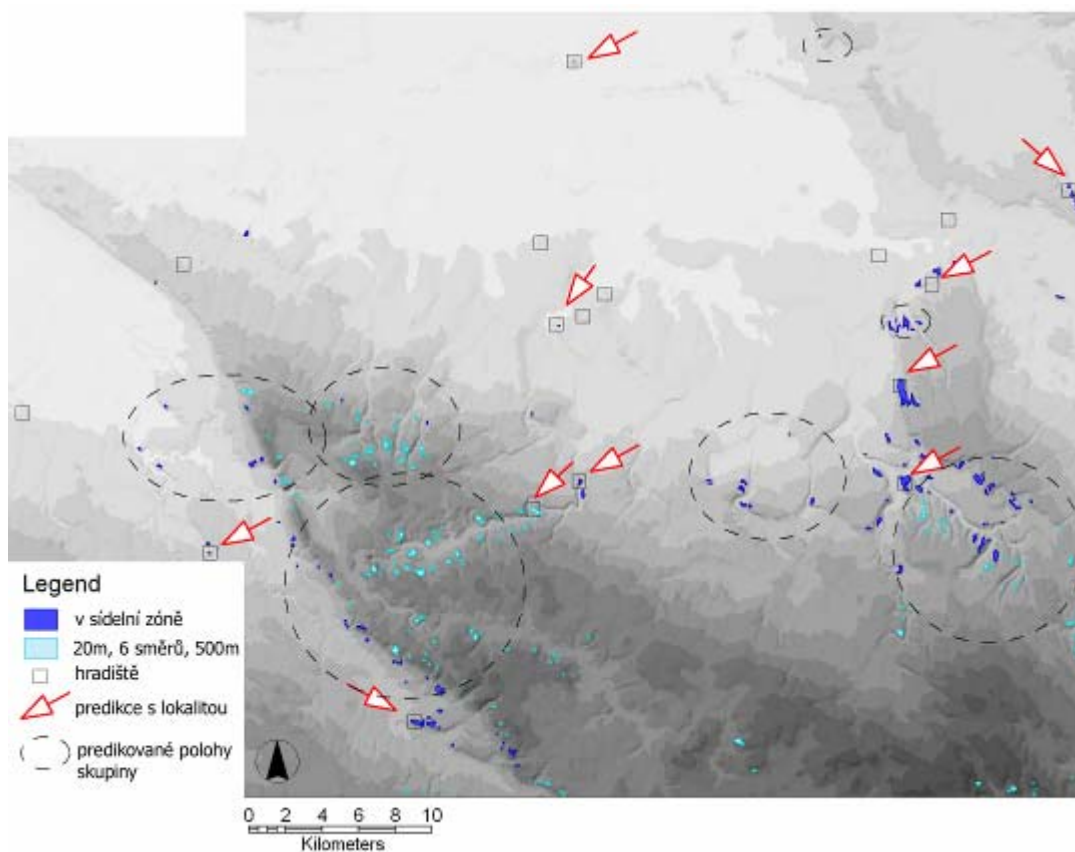 Legend
v sídelní zóně
20m, 6 směrů, 500m
hradiště
predikce s lokalitou
predikované polohy
skupiny
0 2 4 6 8 10
Kilometers